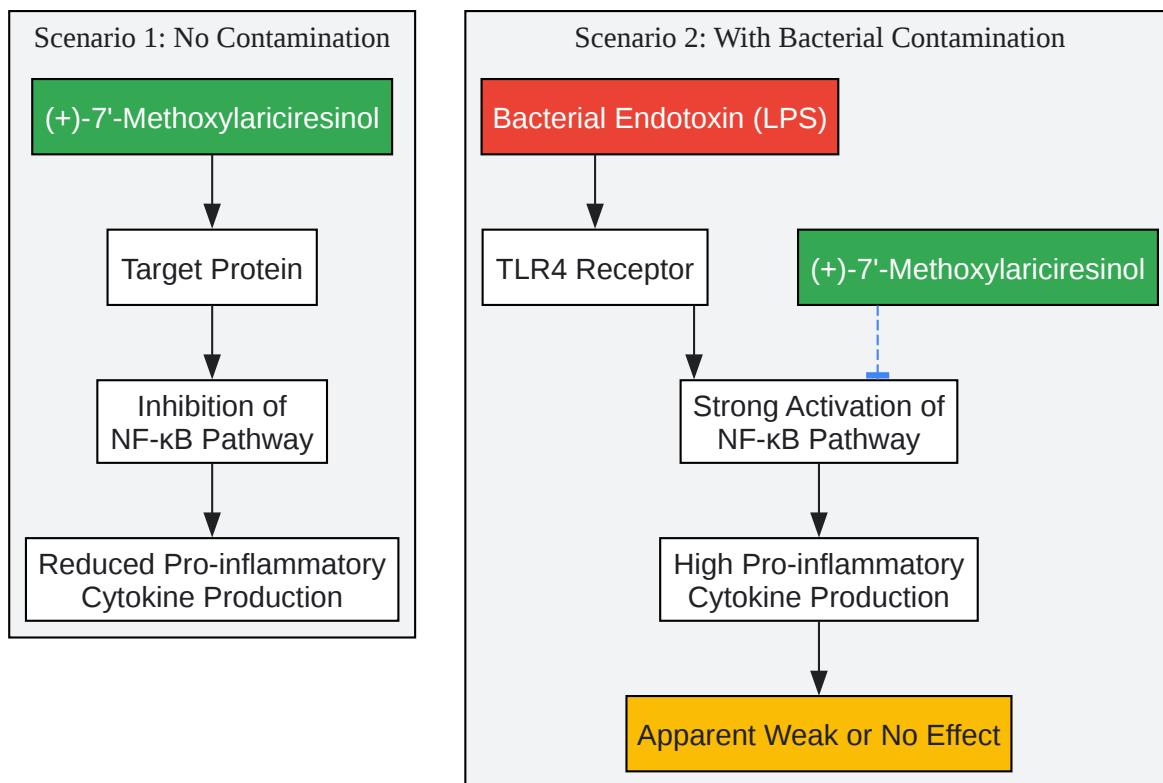 Scenario 1: No Contamination
(+)-7'-Methoxylariciresinol
Target Protein
Inhibition of
NF-κB Pathway
Reduced Pro-inflammatory
Cytokine Production
Scenario 2: With Bacterial Contamination
Bacterial Endotoxin (LPS)
TLR4 Receptor
(+)-7'-Methoxylariciresinol
Strong Activation of
NF-κB Pathway
High Pro-inflammatory
Cytokine Production
Apparent Weak or No Effect